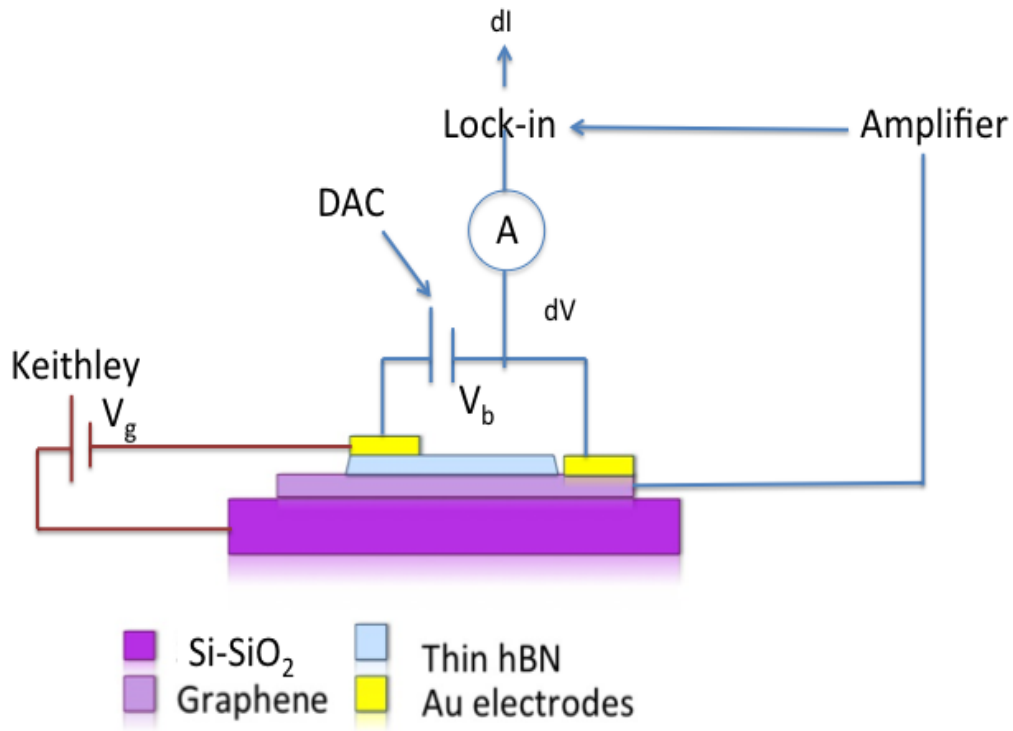 dI
Lock-in
Amplifier
DAC
A
dV
Keithley
Vg
Vb
Si-SiO2
Thin hBN
Graphene
Au electrodes